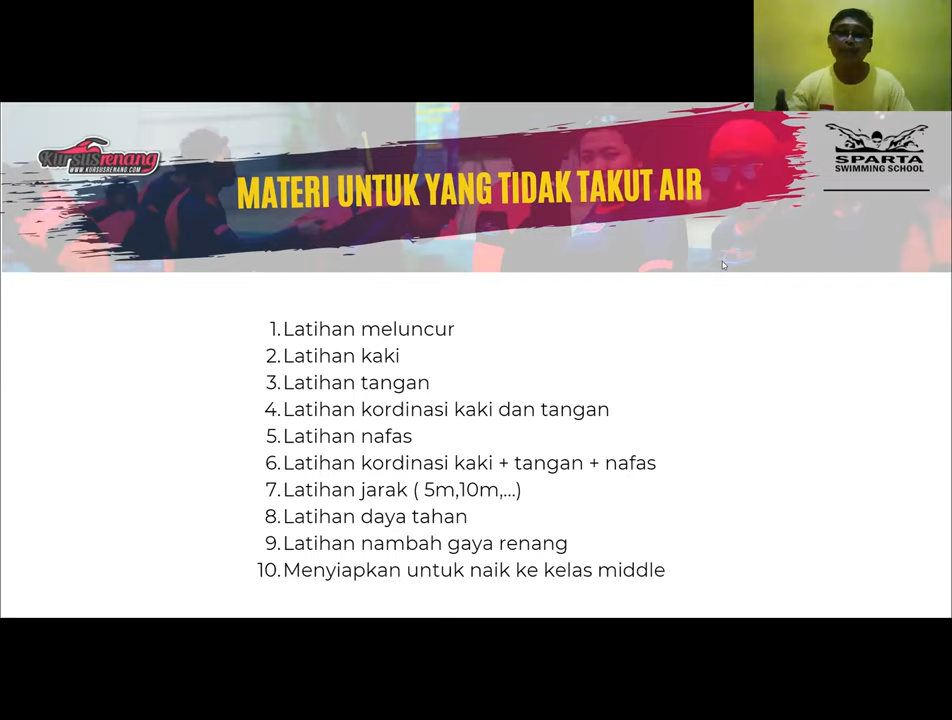 Kursusrenang
WWW.KURSUSRENANG.COM
MATERI UNTUK YANG TIDAK TAKUT AIR
SPARTA
SWIMMING SCHOOL
1. Latihan meluncur
2. Latihan kaki
3. Latihan tangan
4. Latihan kordinasi kaki dan tangan
5. Latihan nafas
6. Latihan kordinasi kaki + tangan + nafas
7. Latihan jarak ( 5m,10m,...)
8. Latihan daya tahan
9. Latihan nambah gaya renang
10. Menyiapkan untuk naik ke kelas middle